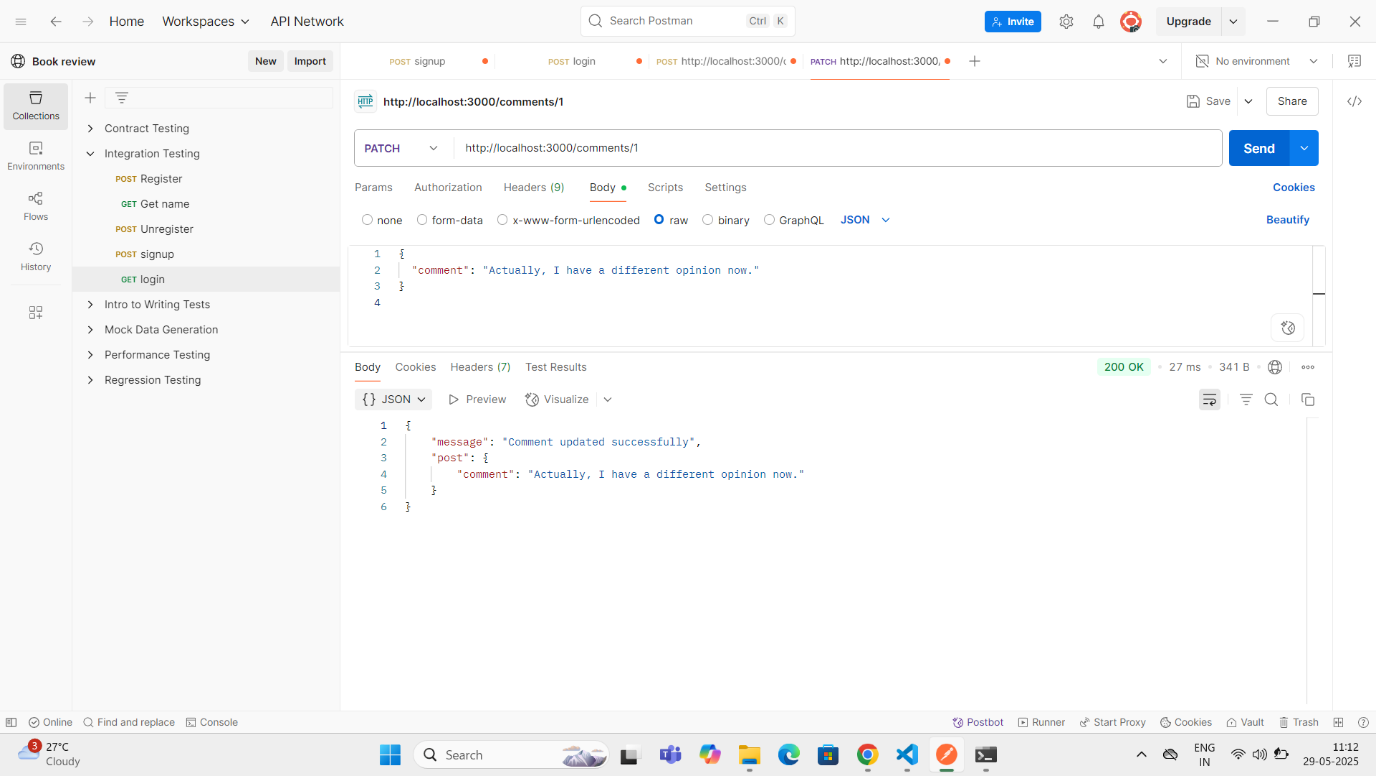 Home Workspaces API Network Search Postman Ctrl K Invite Upgrade
Book review New Import POST signup POST login POST http://localhost:3000/ PATCH http://localhost:3000, No environment
Collections
Environments
Flows
History
Contract Testing
Integration Testing
POST Register
GET Get name
POST Unregister
POST signup
GET login
Intro to Writing Tests
Mock Data Generation
Performance Testing
Regression Testing
HTTP http://localhost:3000/comments/1 Save Share
PATCH http://localhost:3000/comments/1 Send
Params Authorization Headers (9) Body Scripts Settings Cookies
none form-data x-www-form-urlencoded raw binary GraphQL JSON Beautify
1 {
2 "comment": "Actually, I have a different opinion now."
3 }
4
Body Cookies Headers (7) Test Results 200 OK 27 ms 341 B
{} JSON Preview Visualize
1 {
2 "message": "Comment updated successfully",
3 "post": {
4 "comment": "Actually, I have a different opinion now."
5 }
6 }
Online Find and replace Console Postbot Runner Start Proxy Cookies Vault Trash
3 27°C
Cloudy
Search
ENG
IN
11:12
29-05-2025